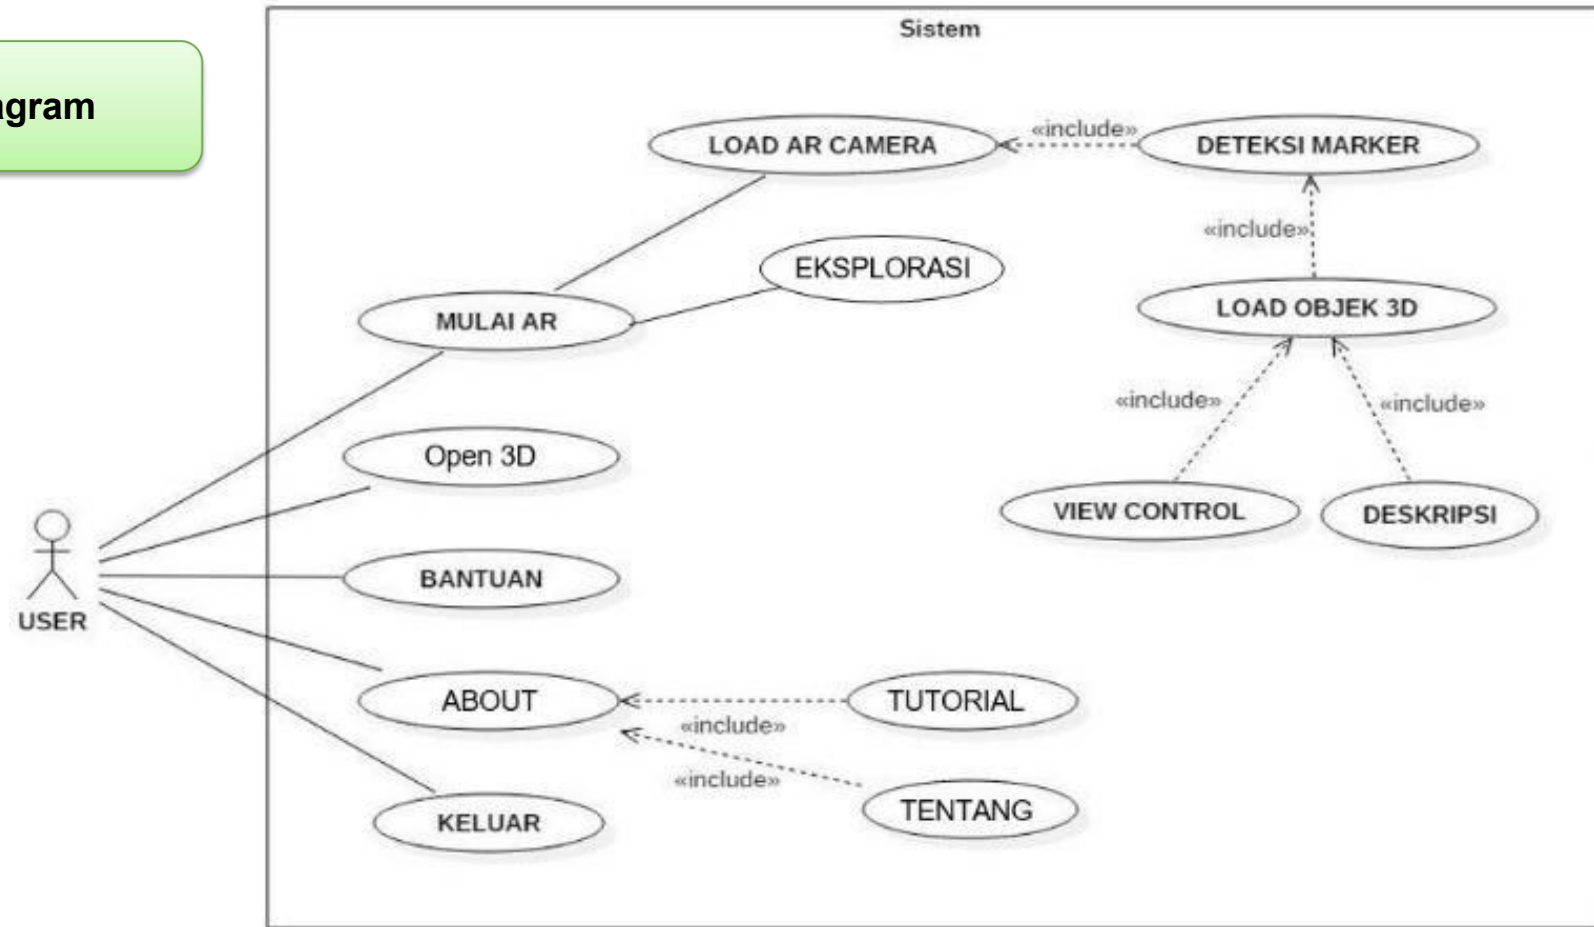 Sistem
agram
LOAD AR CAMERA
«include»
DETEKSI MARKER
«include»
EKSPLORASI
MULAI AR
LOAD OBJEK 3D
«include»
«include»
Open 3D
VIEW CONTROL
DESKRIPSI
BANTUAN
USER
ABOUT
TUTORIAL
«include»
«include»
TENTANG
KELUAR